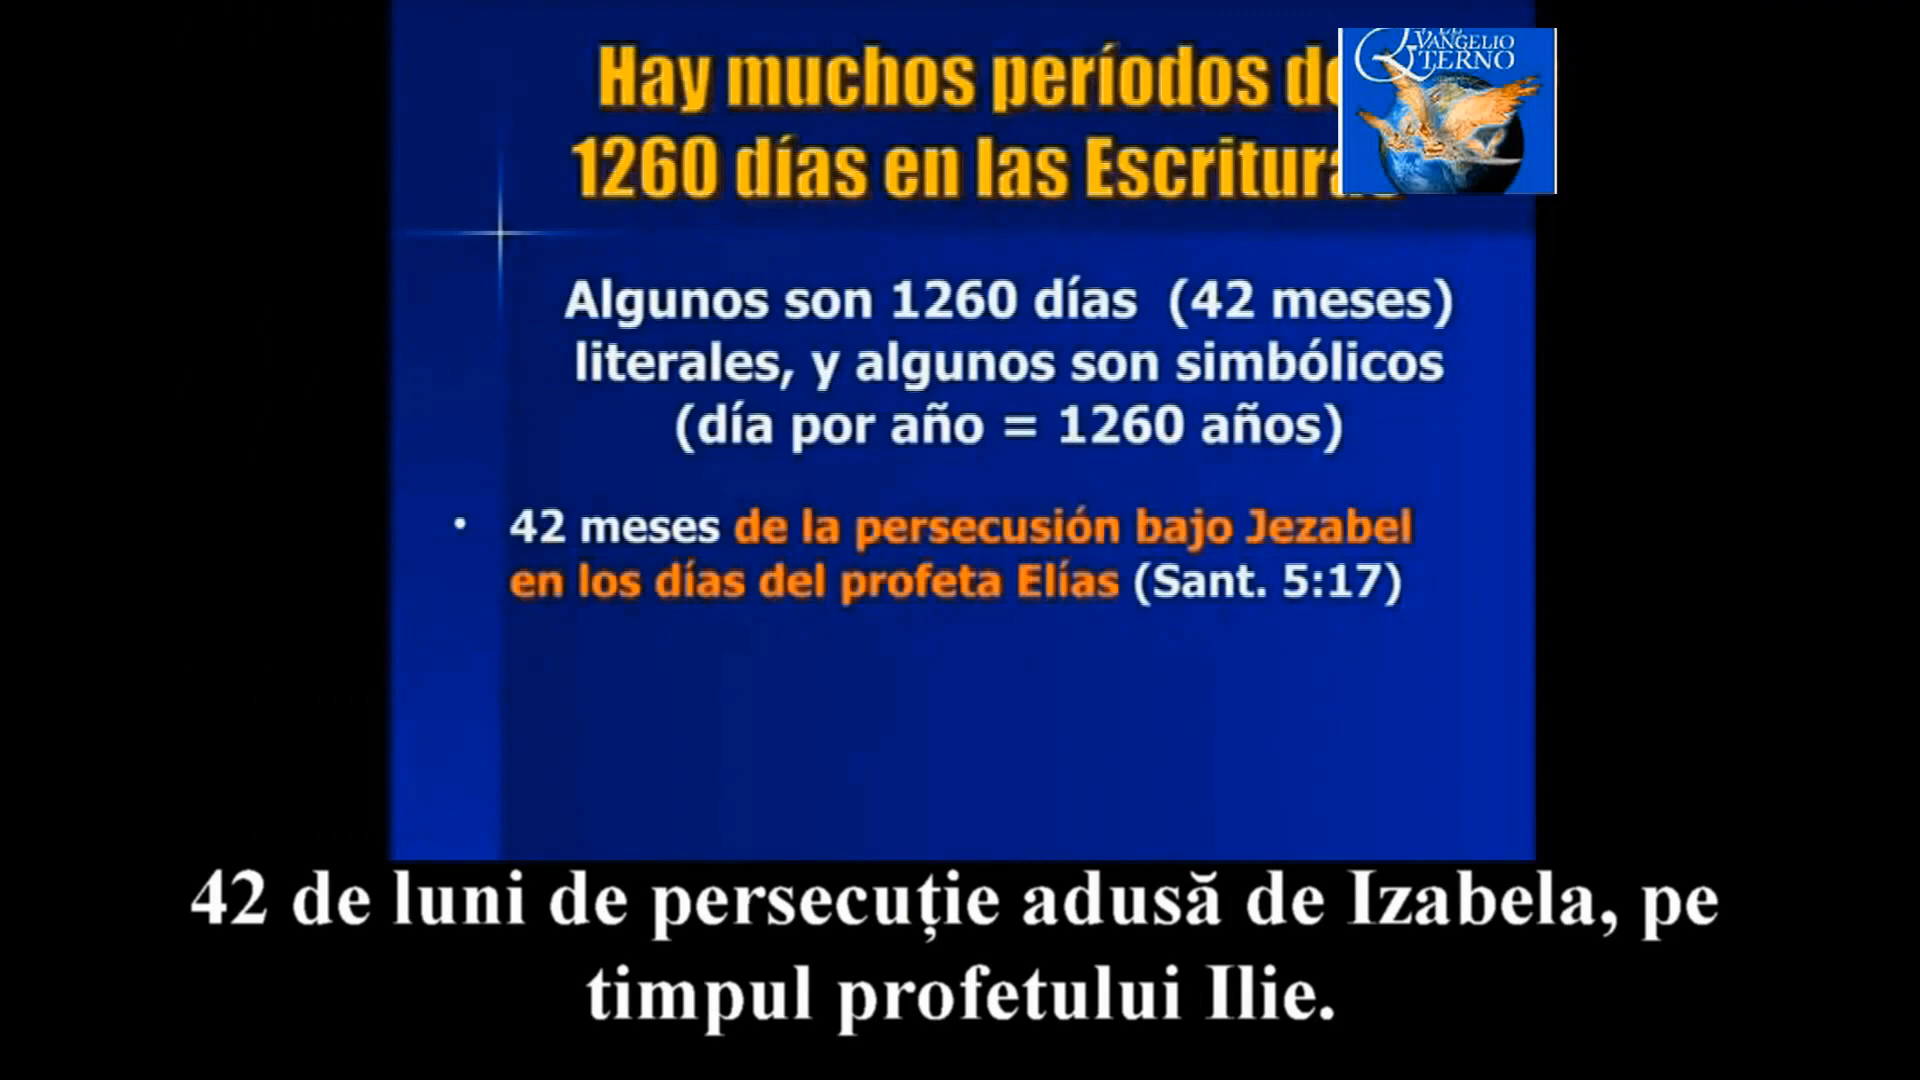 Hay muchos períodos de
1260 días en las Escrituras
VANGELIO
TERNO
Algunos son 1260 días (42 meses)
literales, y algunos son simbólicos
(día por año = 1260 años)
• 42 meses de la persecusión bajo Jezabel
en los días del profeta Elías (Sant. 5:17)
42 de luni de persecuție adusă de Izabela, pe
timpul profetului Ilie.